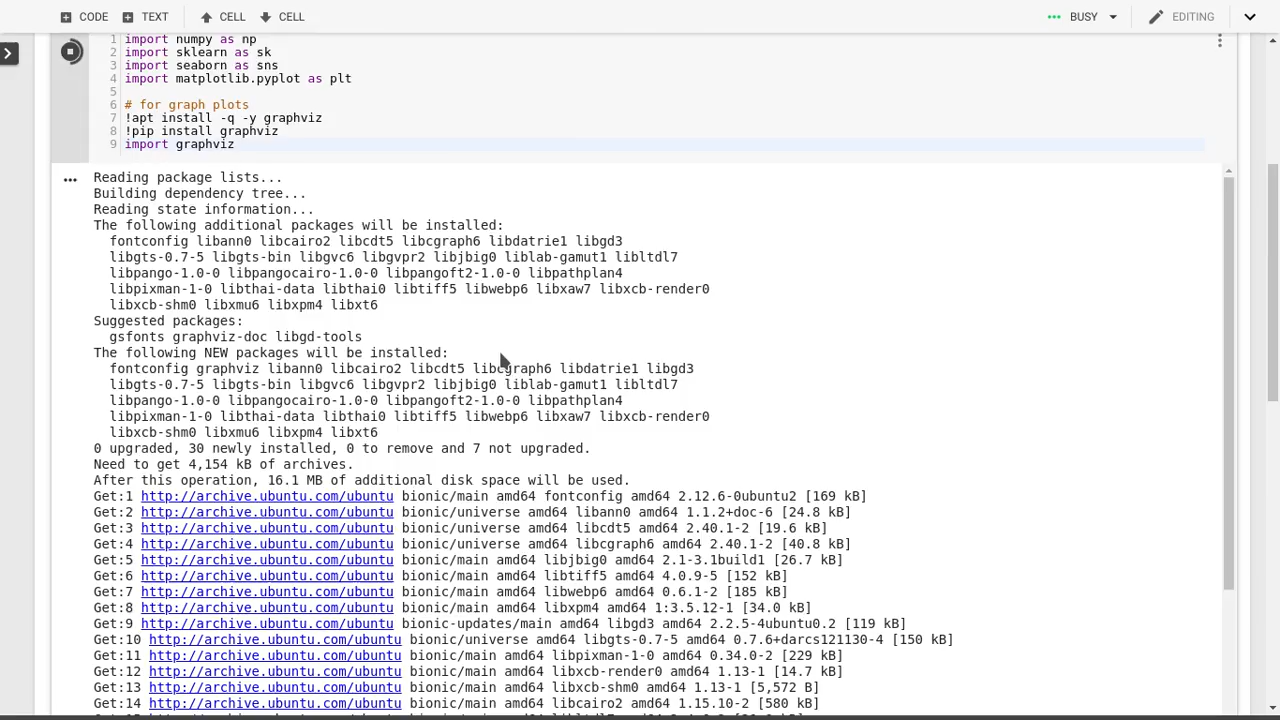 CODE TEXT CELL CELL BUSY EDITING
1 import numpy as np
2 import sklearn as sk
3 import seaborn as sns
4 import matplotlib.pyplot as plt
5
6 # for graph plots
7 !apt install -q -y graphviz
8 !pip install graphviz
9 import graphviz
Reading package lists...
Building dependency tree...
Reading state information...
The following additional packages will be installed:
fontconfig libann0 libcairo2 libcdt5 libcgraph6 libdatrie1 libgd3
libgts-0.7-5 libgts-bin libgvc6 libgvpr2 libjbig0 liblab-gamut1 libltdl7
libpango-1.0-0 libpangocairo-1.0-0 libpangoft2-1.0-0 libpathplan4
libpixman-1-0 libthai-data libthai0 libtiff5 libwebp6 libxaw7 libxcb-render0
libxcb-shm0 libxmu6 libxpm4 libxt6
Suggested packages:
gsfonts graphviz-doc libgd-tools
The following NEW packages will be installed:
fontconfig graphviz libann0 libcairo2 libcdt5 libcgraph6 libdatrie1 libgd3
libgts-0.7-5 libgts-bin libgvc6 libgvpr2 libjbig0 liblab-gamut1 libltdl7
libpango-1.0-0 libpangocairo-1.0-0 libpangoft2-1.0-0 libpathplan4
libpixman-1-0 libthai-data libthai0 libtiff5 libwebp6 libxaw7 libxcb-render0
libxcb-shm0 libxmu6 libxpm4 libxt6
0 upgraded, 30 newly installed, 0 to remove and 7 not upgraded.
Need to get 4,154 kB of archives.
After this operation, 16.1 MB of additional disk space will be used.
Get:1 http://archive.ubuntu.com/ubuntu bionic/main amd64 fontconfig amd64 2.12.6-0ubuntu2 [169 kB]
Get:2 http://archive.ubuntu.com/ubuntu bionic/universe amd64 libann0 amd64 1.1.2+doc-6 [24.8 kB]
Get:3 http://archive.ubuntu.com/ubuntu bionic/universe amd64 libcdt5 amd64 2.40.1-2 [19.6 kB]
Get:4 http://archive.ubuntu.com/ubuntu bionic/universe amd64 libcgraph6 amd64 2.40.1-2 [40.8 kB]
Get:5 http://archive.ubuntu.com/ubuntu bionic/main amd64 libjbig0 amd64 2.1-3.1build1 [26.7 kB]
Get:6 http://archive.ubuntu.com/ubuntu bionic/main amd64 libtiff5 amd64 4.0.9-5 [152 kB]
Get:7 http://archive.ubuntu.com/ubuntu bionic/main amd64 libwebp6 amd64 0.6.1-2 [185 kB]
Get:8 http://archive.ubuntu.com/ubuntu bionic/main amd64 libxpm4 amd64 1:3.5.12-1 [34.0 kB]
Get:9 http://archive.ubuntu.com/ubuntu bionic-updates/main amd64 libgd3 amd64 2.2.5-4ubuntu0.2 [119 kB]
Get:10 http://archive.ubuntu.com/ubuntu bionic/universe amd64 libgts-0.7-5 amd64 0.7.6+darcs121130-4 [150 kB]
Get:11 http://archive.ubuntu.com/ubuntu bionic/main amd64 libpixman-1-0 amd64 0.34.0-2 [229 kB]
Get:12 http://archive.ubuntu.com/ubuntu bionic/main amd64 libxcb-render0 amd64 1.13-1 [14.7 kB]
Get:13 http://archive.ubuntu.com/ubuntu bionic/main amd64 libxcb-shm0 amd64 1.13-1 [5,572 B]
Get:14 http://archive.ubuntu.com/ubuntu bionic/main amd64 libcairo2 amd64 1.15.10-2 [580 kB]